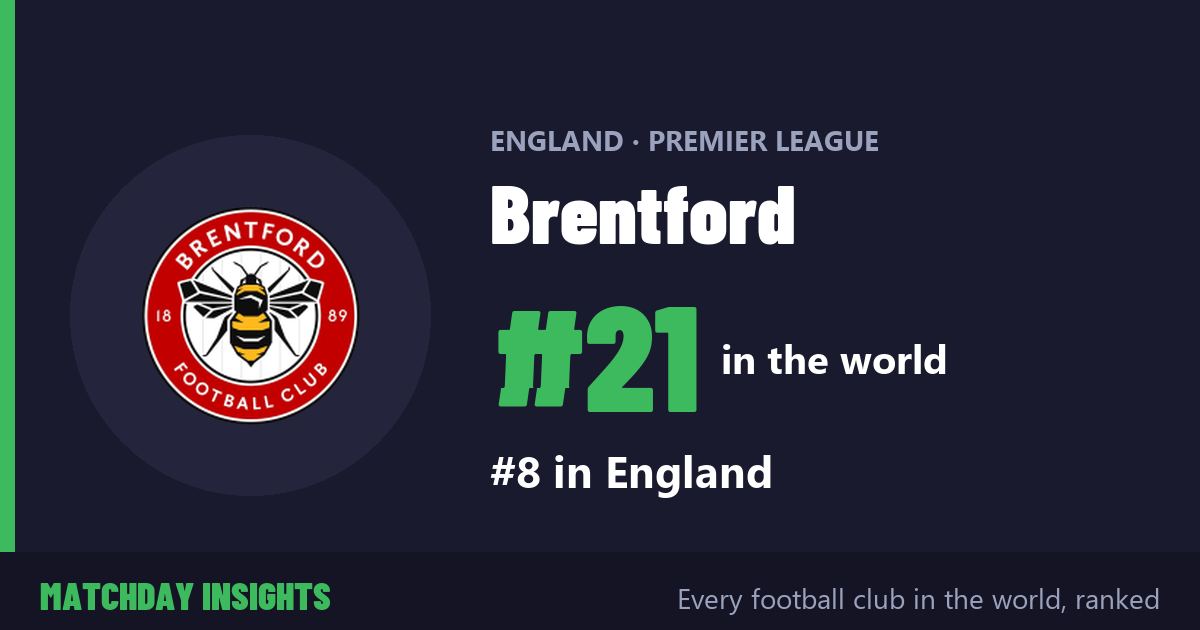 ENGLAND · PREMIER LEAGUE
Brentford
BRENTFORD
18 89
FOOTBALL CLUB
#21 in the world
#8 in England
MATCHDAY INSIGHTS
Every football club in the world, ranked